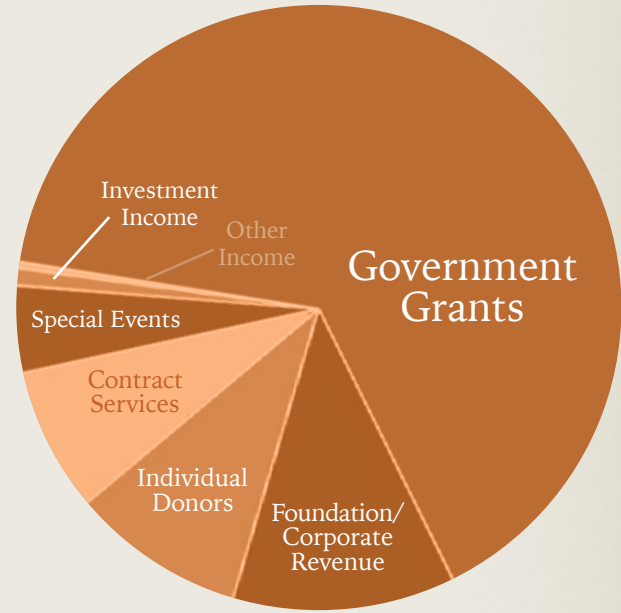 Investment
Income
Other
Income
Government
Grants
Special Events
Contract
Services
Individual
Donors
Foundation/
Corporate
Revenue